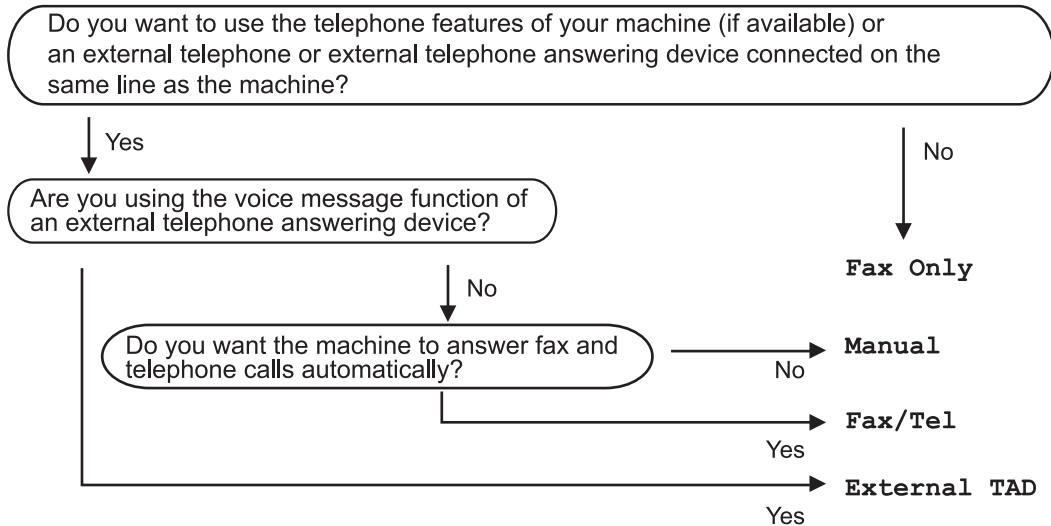 Do you want to use the telephone features of your machine (if available) or
an external telephone or external telephone answering device connected on the
same line as the machine?
Yes
No
Are you using the voice message function of
an external telephone answering device?
Fax Only
No
Do you want the machine to answer fax and
telephone calls automatically?
No
Manual
Yes
Fax/Tel
Yes
External TAD